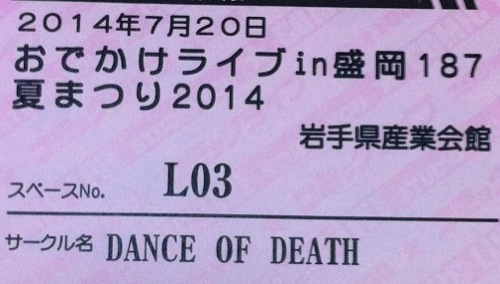 2014年7月20日
おでかけライブin盛岡187
夏まつり2014
岩手県産業会館
スペースNo. L03
サークル名 DANCE OF DEATH